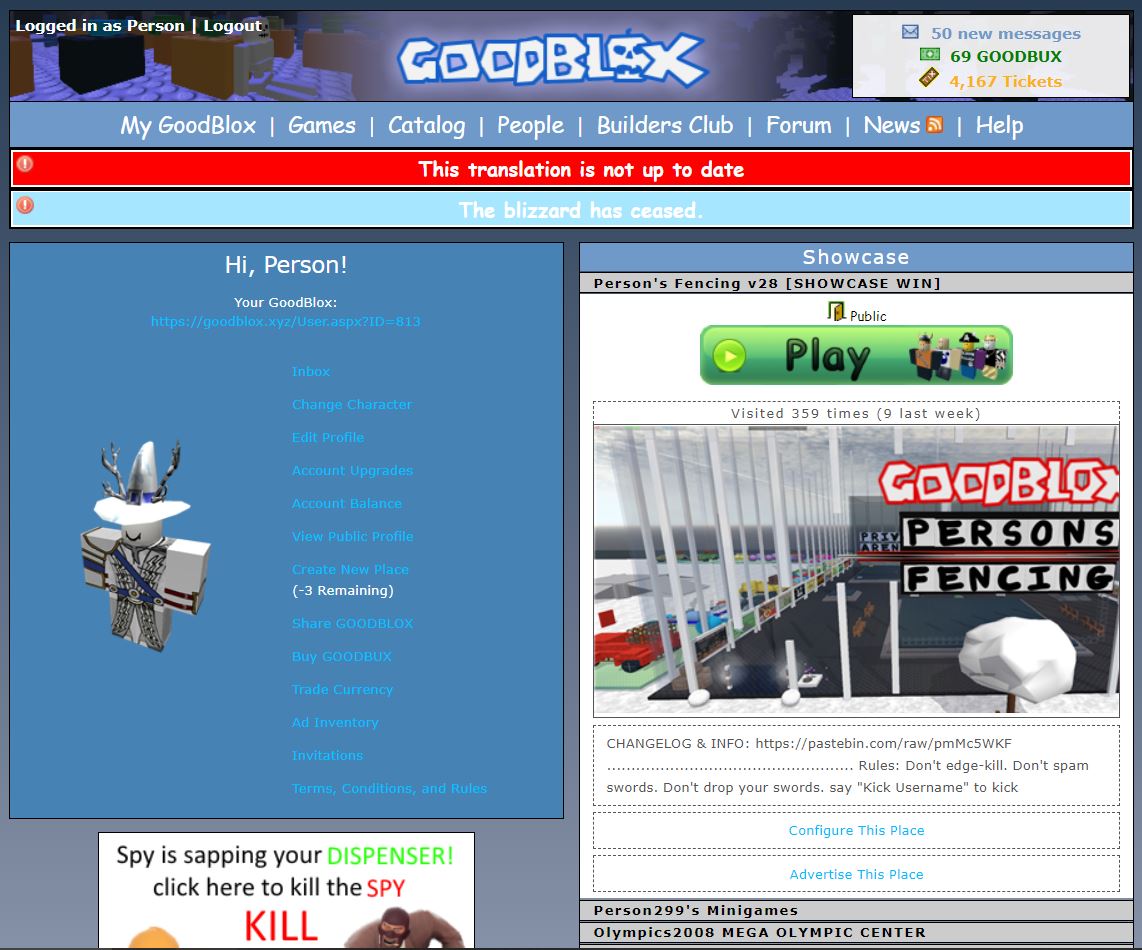 Logged in as Person | Logout
GOODBLOX
50 new messages
69 GOODBUX
4,167 Tickets
My GoodBlox | Games | Catalog | People | Builders Club | Forum | News | Help
This translation is not up to date
The blizzard has ceased.
Hi, Person!
Your GoodBlox:
https://goodblox.xyz/User.aspx?ID=813
Inbox
Change Character
Edit Profile
Account Upgrades
Account Balance
View Public Profile
Create New Place
(-3 Remaining)
Share GOODBLOX
Buy GOODBUX
Trade Currency
Ad Inventory
Invitations
Terms, Conditions, and Rules
Spy is sapping your DISPENSER!
click here to kill the SPY
KILL
Showcase
Person's Fencing v28 [SHOWCASE WIN]
Public
Play
Visited 359 times (9 last week)
GOODBLOX
PERSONS
FENCING
CHANGELOG & INFO: https://pastebin.com/raw/pmMc5WKF
................................................... Rules: Don't edge-kill. Don't spam
swords. Don't drop your swords. say "Kick Username" to kick
Configure This Place
Advertise This Place
Person299's Minigames
Olympics2008 MEGA OLYMPIC CENTER